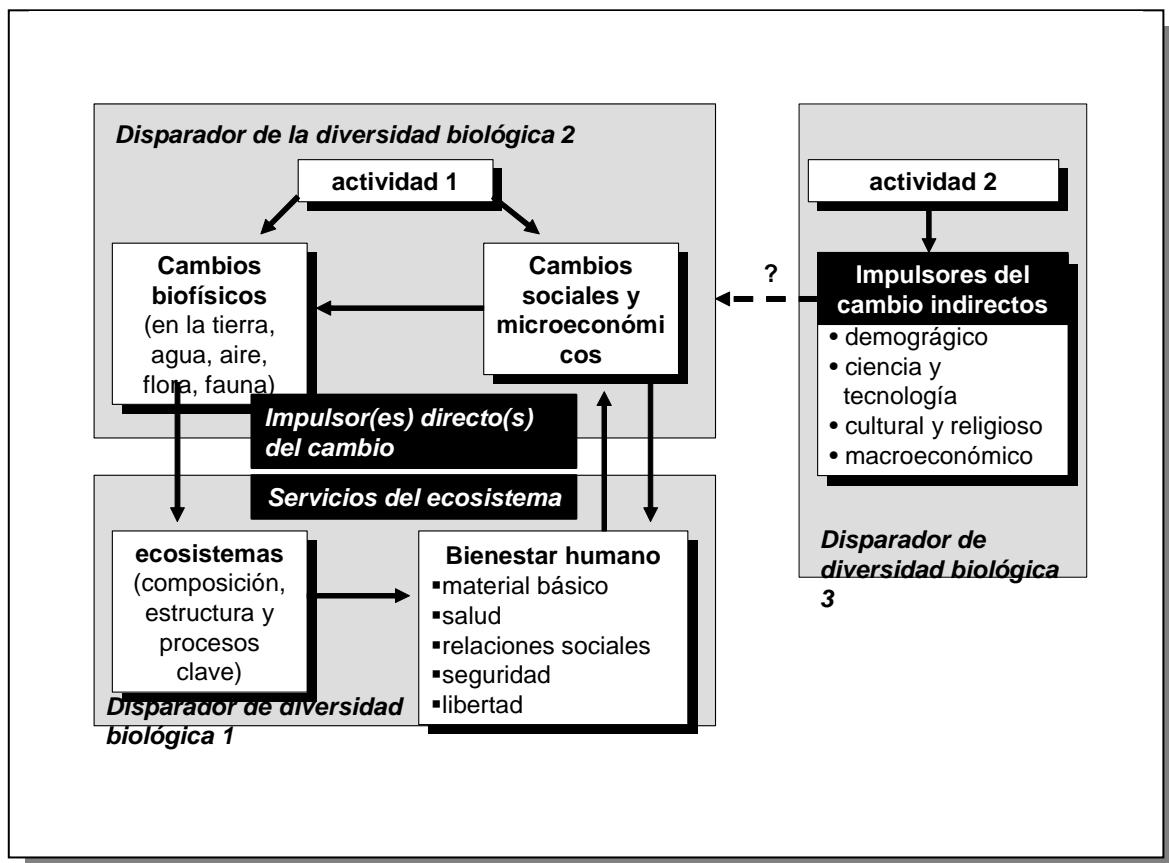 Disparador de la diversidad biológica 2
actividad 1
Cambios
biofísicos
(en la tierra,
agua, aire,
flora, fauna)
Cambios
sociales y
microeconómi
cos
Impulsor(es) directo(s)
del cambio
Servicios del ecosistema
ecosistemas
(composición,
estructura y
procesos
clave)
Bienestar humano
▪material básico
▪salud
▪relaciones sociales
▪seguridad
▪libertad
Disparador de diversidad
biológica 1
?
actividad 2
Impulsores del
cambio indirectos
• demográgico
• ciencia y
tecnología
• cultural y religioso
• macroeconómico
Disparador de
diversidad biológica
3